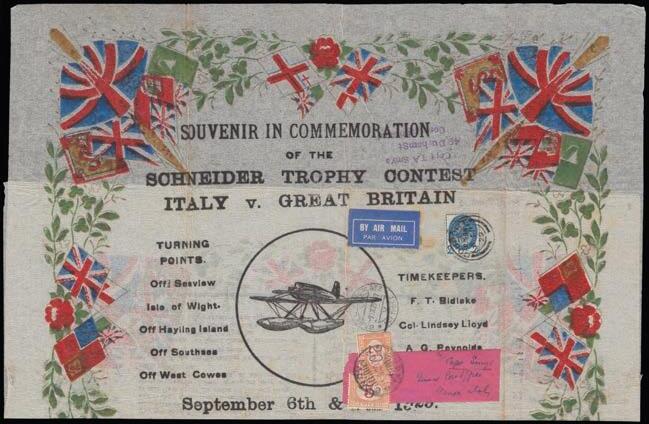 SOUVENIR IN COMMEMORATION
OF THE
SCHNEIDER TROPHY CONTEST
ITALY v. GREAT BRITAIN
BY AIR MAIL
PAR AVION
TURNING
POINTS.
Off Seaview
Isle of Wight.
Off Hayling Island
Off Southsea
Off West Cowes
TIMEKEEPERS.
F. T. Bidlake
Col. Lindsey Lloyd
A. G. Reynolds
September 6th &